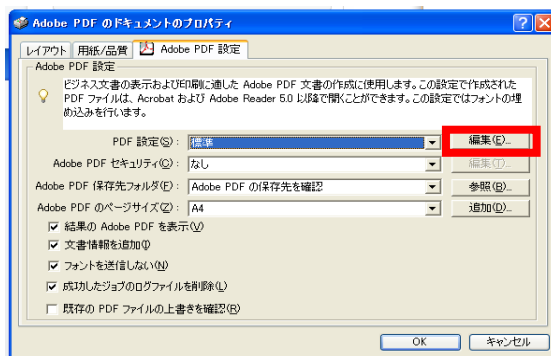 Adobe PDF のドキュメントのプロパティ
レイアウト 用紙/品質 Adobe PDF 設定
Adobe PDF 設定
ビジネス文書の表示および印刷に適した Adobe PDF 文書の作成に使用します。この設定で作成された
PDF ファイルは、Acrobat および Adobe Reader 5.0 以降で開くことができます。この設定ではフォントの埋
め込みを行います。
PDF 設定(S): 標準 編集(E)...
Adobe PDF セキュリティ(C): なし 編集(T)...
Adobe PDF 保存先フォルダ(F): Adobe PDF の保存先を確認 参照(B)...
Adobe PDF のページサイズ(Z): A4 追加(D)...
結果の Adobe PDF を表示(V)
文書情報を追加(I)
フォントを送信しない(N)
成功したジョブのログファイルを削除(L)
既存の PDF ファイルの上書きを確認(R)
OK キャンセル